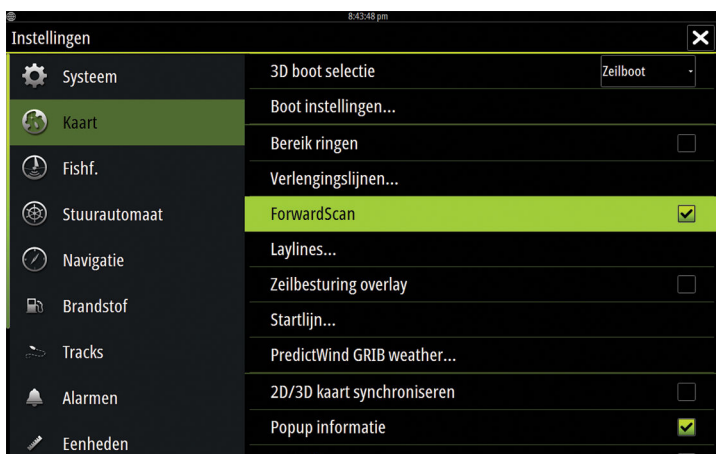 8:43:48 pm
Instellingen
Systeem
Kaart
Fishf.
Stuurautomaat
Navigatie
Brandstof
Tracks
Alarmen
Eenheden
3D boot selectie Zeilboot
Boot instellingen...
Bereik ringen
Verlengingslijnen...
ForwardScan
Laylines...
Zeilbesturing overlay
Startlijn...
PredictWind GRIB weather...
2D/3D kaart synchroniseren
Popup informatie